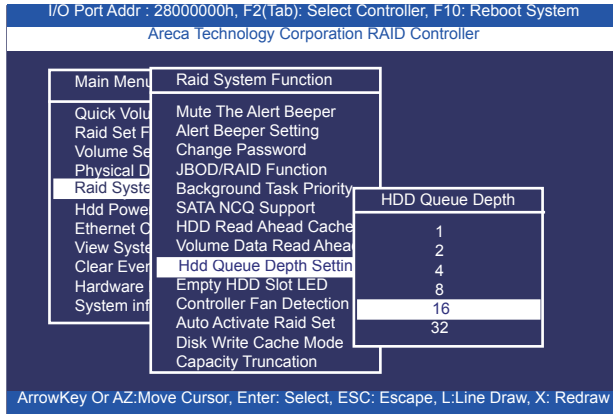 I/O Port Addr : 28000000h, F2(Tab): Select Controller, F10: Reboot System
Areca Technology Corporation RAID Controller
Main Menu
Quick Volu
Raid Set F
Volume Se
Physical D
Raid Syste
Hdd Powe
Ethernet C
View Syste
Clear Even
Hardware
System inf
Raid System Function
Mute The Alert Beeper
Alert Beeper Setting
Change Password
JBOD/RAID Function
Background Task Priority
SATA NCQ Support
HDD Read Ahead Cache
Volume Data Read Ahea
Hdd Queue Depth Settin
Empty HDD Slot LED
Controller Fan Detection
Auto Activate Raid Set
Disk Write Cache Mode
Capacity Truncation
HDD Queue Depth
1
2
4
8
16
32
ArrowKey Or AZ:Move Cursor, Enter: Select, ESC: Escape, L:Line Draw, X: Redraw